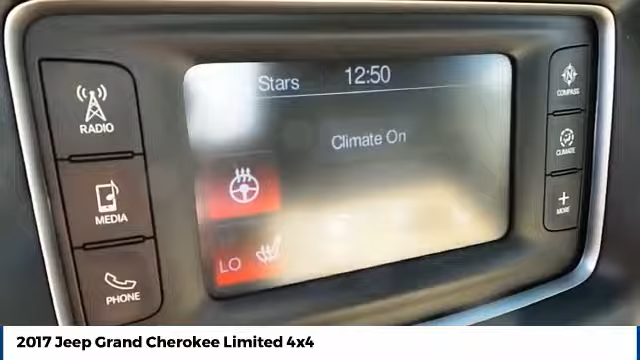 Stars 12:50
Climate On
LO
RADIO
MEDIA
PHONE
N
COMPASS
CLIMATE
MORE
2017 Jeep Grand Cherokee Limited 4x4